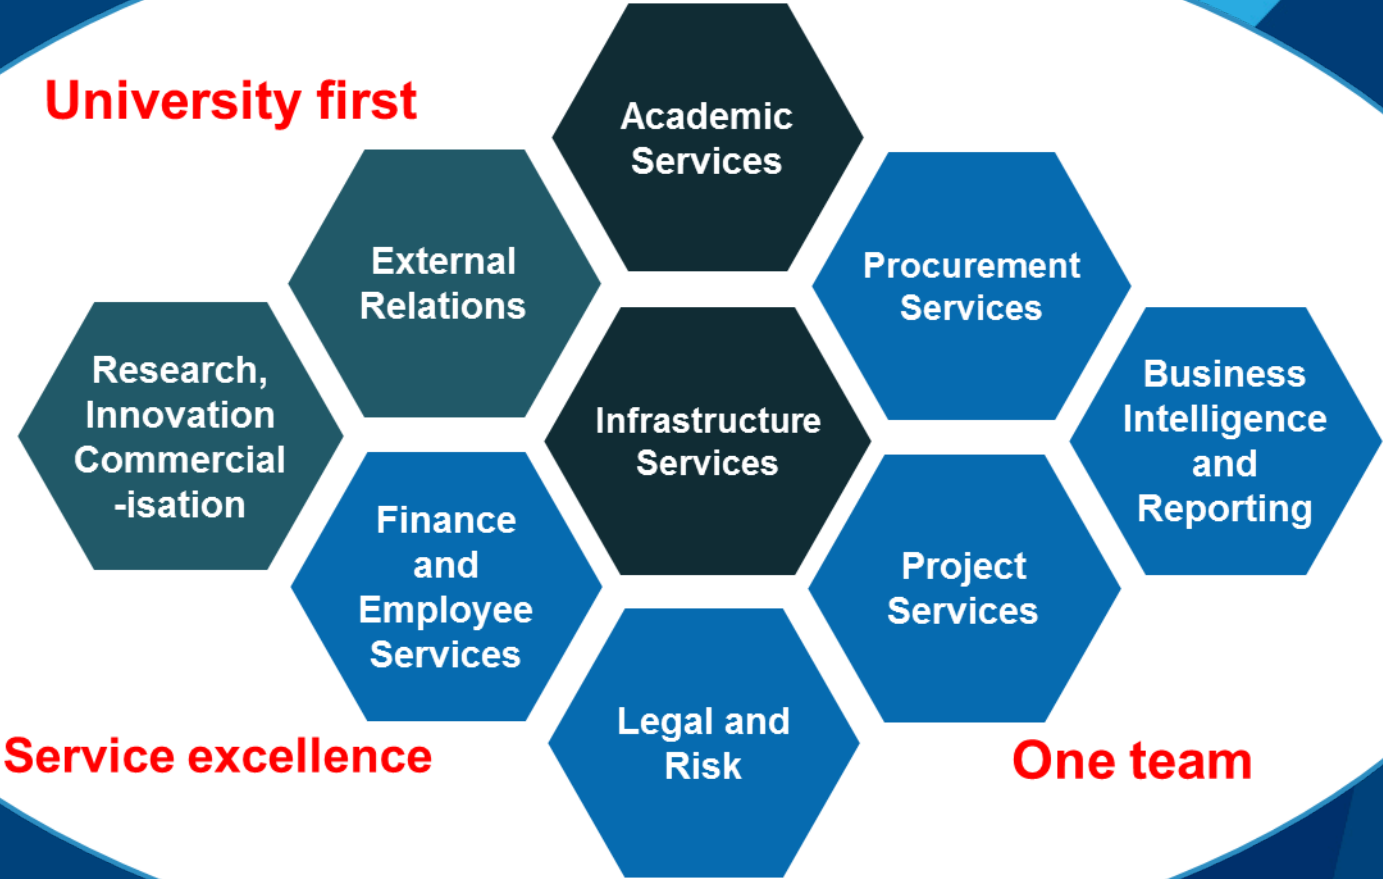 University first
Academic
Services
External
Relations
Procurement
Services
Research,
Innovation
Commercial
-isation
Infrastructure
Services
Business
Intelligence
and
Reporting
Finance
and
Employee
Services
Project
Services
Legal and
Risk
Service excellence
One team